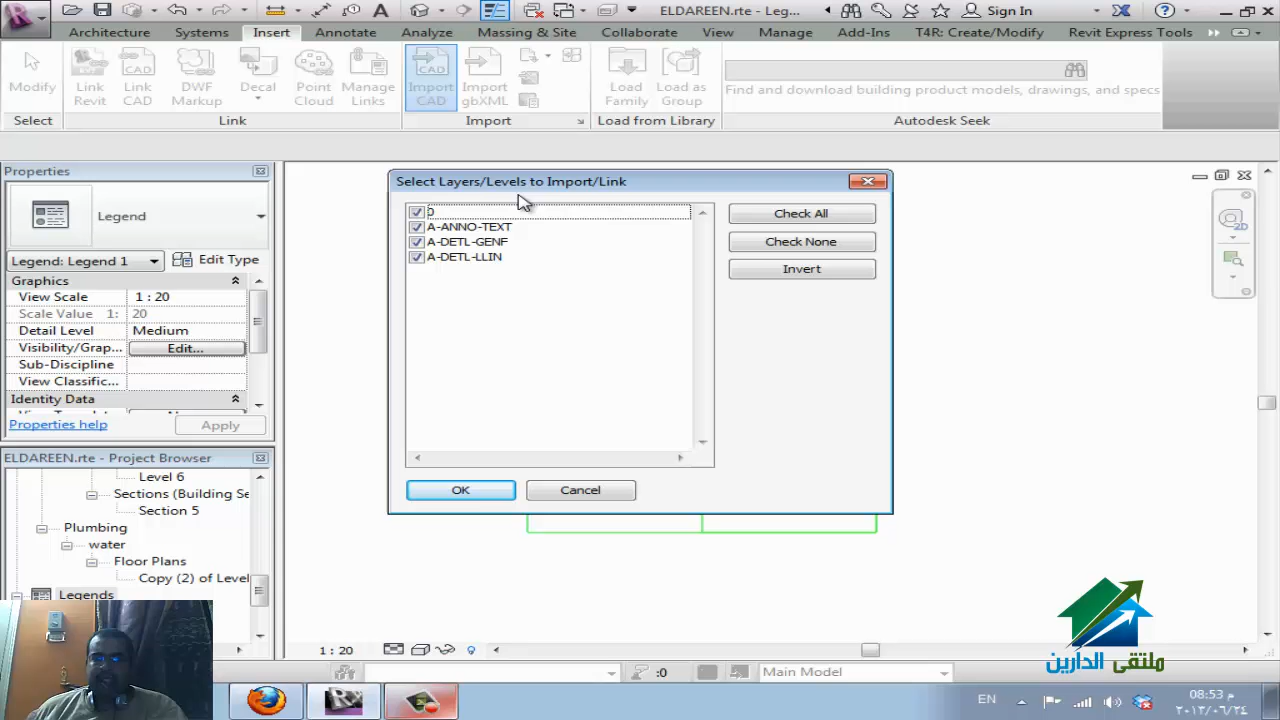 ELDAREEN.rte - Leg...
Sign In
Architecture
Systems
Insert
Annotate
Analyze
Massing & Site
Collaborate
View
Manage
Add-Ins
T4R: Create/Modify
Revit Express Tools
Modify
Link Revit
Link CAD
DWF Markup
Decal
Point Cloud
Manage Links
Import CAD
Import gbXML
Load Family
Load as Group
Find and download building product models, drawings, and specs
Select
Link
Import
Load from Library
Autodesk Seek
Properties
Legend
Legend: Legend 1
Edit Type
Graphics
View Scale 1 : 20
Scale Value 1: 20
Detail Level Medium
Visibility/Grap... Edit...
Sub-Discipline
View Classific...
Identity Data
Properties help
Apply
ELDAREEN.rte - Project Browser
Level 6
Sections (Building Se
Section 5
Plumbing
water
Floor Plans
Copy (2) of Level
Legends
Select Layers/Levels to Import/Link
0
A-ANNO-TEXT
A-DETL-GENF
A-DETL-LLIN
Check All
Check None
Invert
OK
Cancel
2D
1 : 20
:0
Main Model
ملتقى الدارين
EN
08:53 م
٢٠١٣/٠٦/٢٤